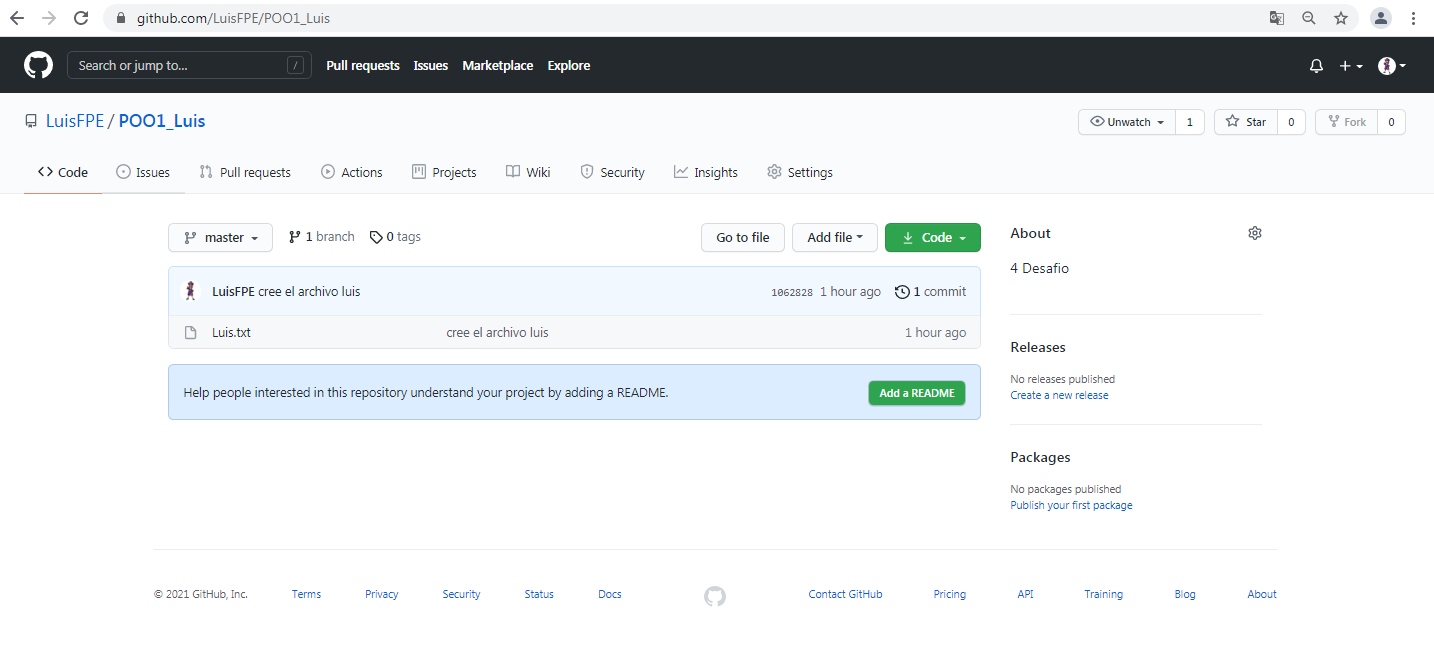 github.com/LuisFPE/POO1_Luis
Search or jump to... /
Pull requests Issues Marketplace Explore
LuisFPE / POO1_Luis
Unwatch 1 Star 0 Fork 0
Code Issues Pull requests Actions Projects Wiki Security Insights Settings
master 1 branch 0 tags
Go to file Add file Code
LuisFPE cree el archivo luis 1062828 1 hour ago 1 commit
Luis.txt cree el archivo luis 1 hour ago
Help people interested in this repository understand your project by adding a README. Add a README
About
4 Desafio
Releases
No releases published
Create a new release
Packages
No packages published
Publish your first package
© 2021 GitHub, Inc. Terms Privacy Security Status Docs Contact GitHub Pricing API Training Blog About